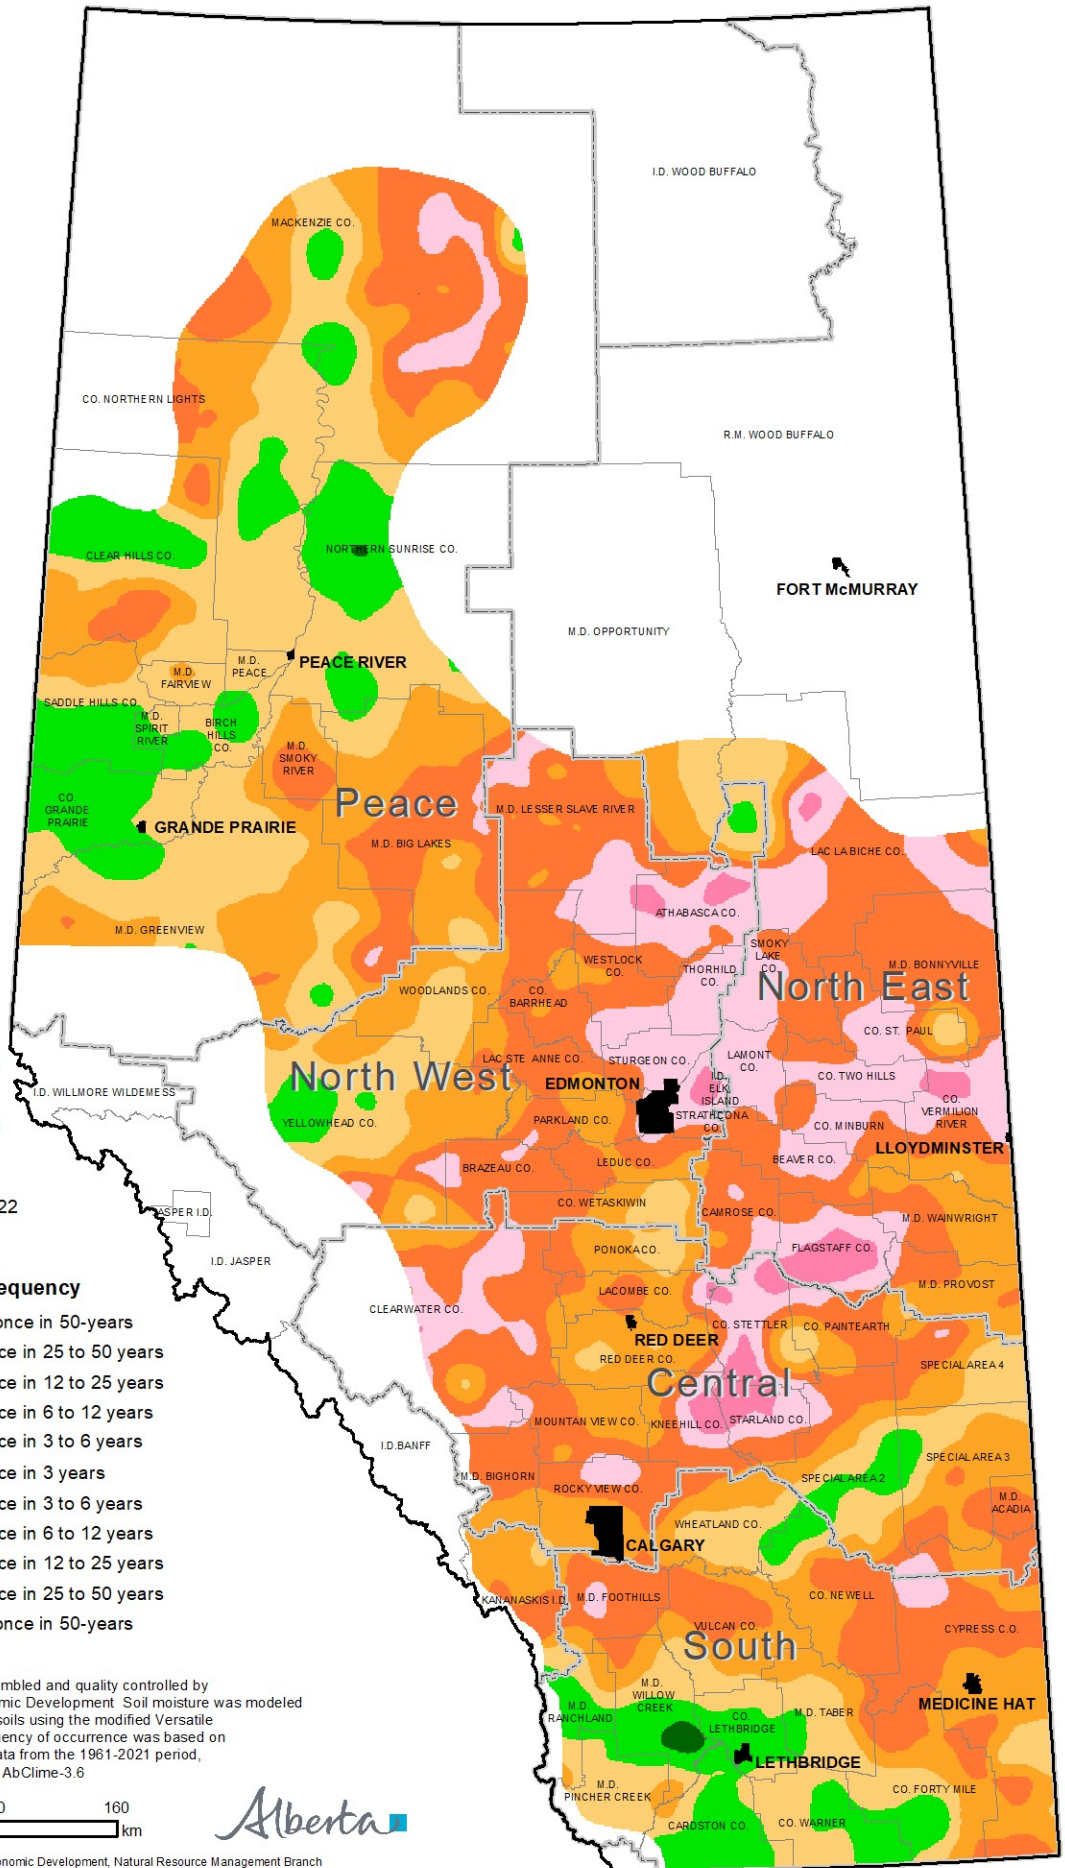 I.D. WOOD BUFFALO
MACKENZIE CO.
CO. NORTHERN LIGHTS
R.M. WOOD BUFFALO
CLEAR HILLS CO.
NORTHERN SUNRISE CO.
FORT McMURRAY
M.D. OPPORTUNITY
PEACE RIVER
M.D.
PEACE
M.D.
FAIRVIEW
SADDLE HILLS CO.
M.D.
SPIRIT
RIVER
BIRCH
HILLS
CO.
M.D.
SMOKY
RIVER
CO.
GRANDE
PRAIRIE
GRANDE PRAIRIE
Peace
M.D. LESSER SLAVE RIVER
M.D. BIG LAKES
LAC LA BICHE CO.
ATHABASCA CO.
M.D. GREENVIEW
WESTLOCK
CO.
THORHILD
CO.
SMOKY
LAKE
CO.
M.D. BONNYVILLE
North East
WOODLANDS CO.
CO.
BARRHEAD
CO. ST. PAUL
LAC STE ANNE CO.
STURGEON CO.
LAMONT
CO.
North West
EDMONTON
I.D.
ELK
ISLAND
CO. TWO HILLS
I.D. WILLMORE WILDERNESS
YELLOWHEAD CO.
PARKLAND CO.
STRATHCONA
CO.
CO. MINBURN
CO.
VERMILION
RIVER
LLOYDMINSTER
BRAZEAU CO.
LEDUC CO.
BEAVER CO.
22
JASPER I.D.
CO. WETASKIWIN
CAMROSE CO.
M.D. WAINWRIGHT
I.D. JASPER
PONOKA CO.
FLAGSTAFF CO.
M.D. PROVOST
equency
LACOMBE CO.
CLEARWATER CO.
once in 50-years
RED DEER
CO. STETTLER
CO. PAINTEARTH
ce in 25 to 50 years
RED DEER CO.
SPECIAL AREA 4
ce in 12 to 25 years
Central
ce in 6 to 12 years
MOUNTAN VIEW CO.
KNEEHILL CO.
STARLAND CO.
ce in 3 to 6 years
I.D.BANFF
ce in 3 years
M.D. BIGHORN
ROCKY VIEW CO.
SPECIAL AREA 2
SPECIAL AREA 3
ce in 3 to 6 years
M.D.
ACADIA
ce in 6 to 12 years
CALGARY
WHEATLAND CO.
ce in 12 to 25 years
ce in 25 to 50 years
KANANASKIS I.D.
M.D. FOOTHILLS
CO. NEWELL
once in 50-years
VULCAN CO.
CYPRESS C.O.
South
mbled and quality controlled by
mic Development Soil moisture was modeled
soils using the modified Versatile
iency of occurrence was based on
ata from the 1961-2021 period,
AbClime-3.6
M.D.
RANCHLAND
M.D.
WILLOW
CREEK
CO.
LETHBRIDGE
M.D. TABER
MEDICINE HAT
LETHBRIDGE
M.D.
PINCHER CREEK
CO. FORTY MILE
0 160
km
Alberta
CARDSTON CO.
CO. WARNER
onomic Development, Natural Resource Management Branch